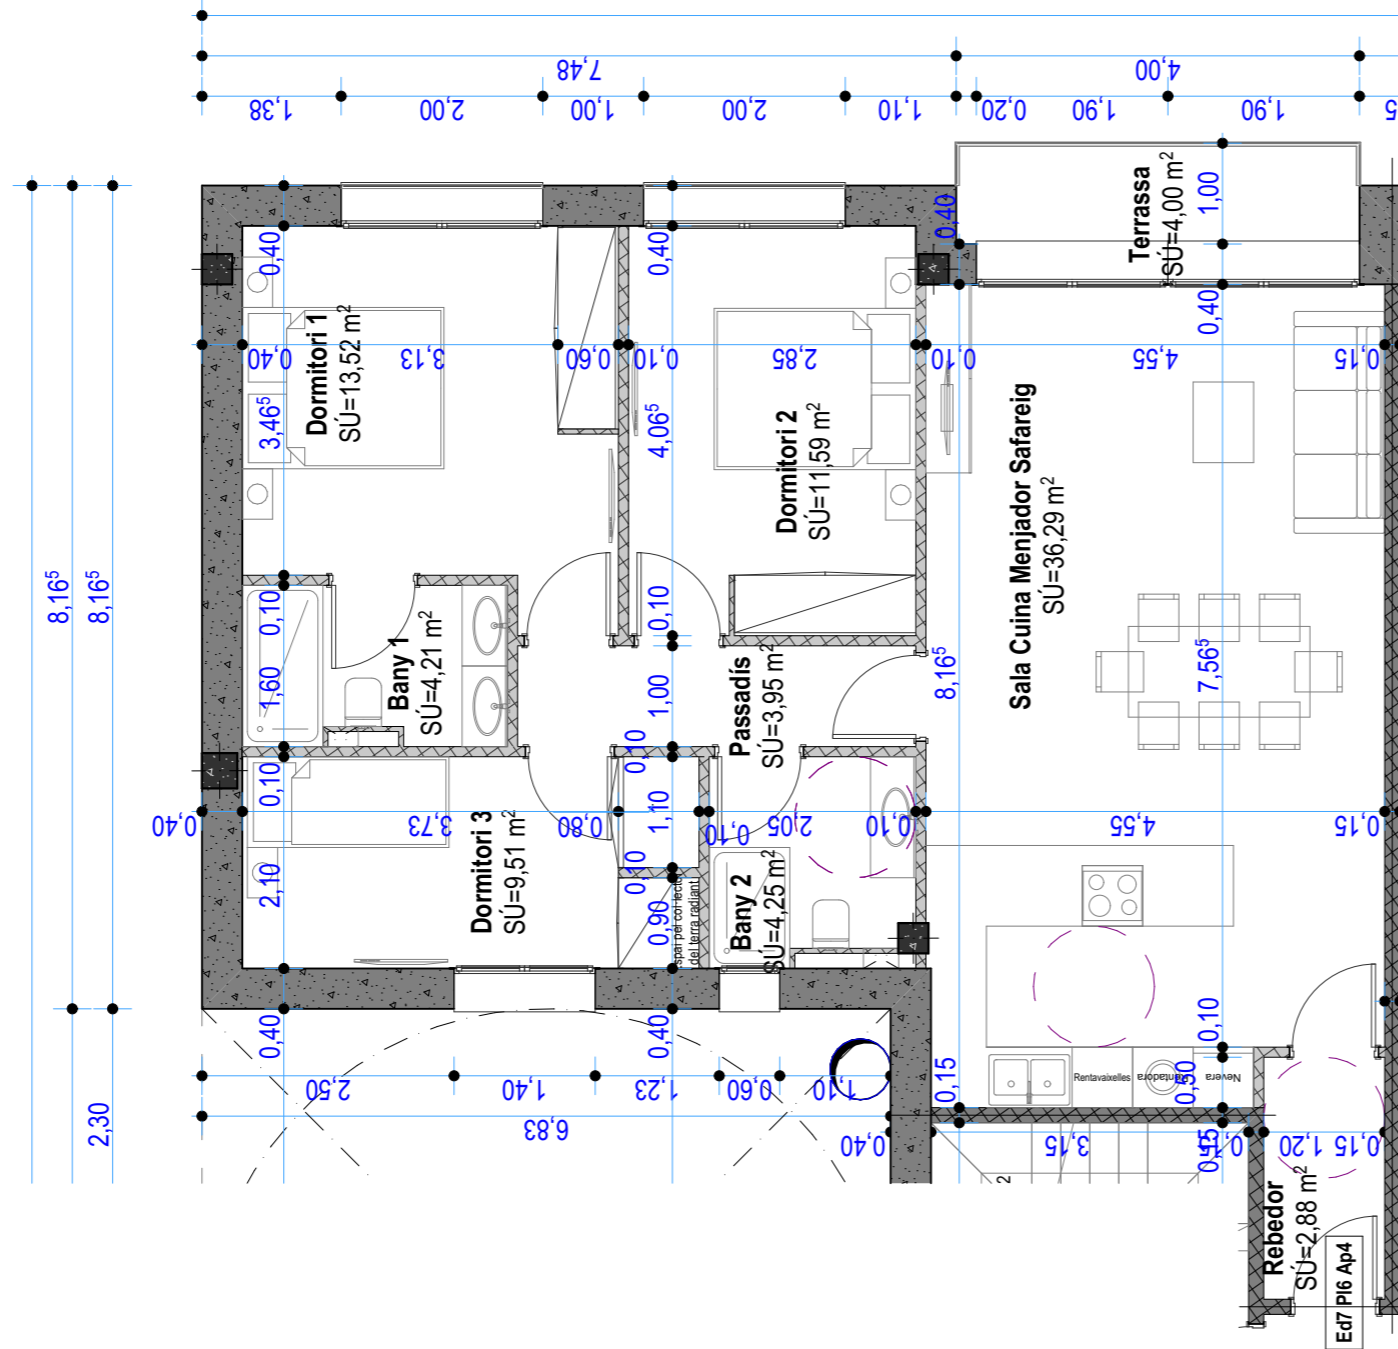 7,48
4,00
1,38
2,00
1,00
2,00
1,10
0,20
1,90
1,90
5
8,16⁵
8,16⁵
2,30
0,40
0,40
0,40
1,00
0,40
Terrassa
SÚ=4,00 m²
0,40
3,13
0,60
0,10
2,85
0,10
4,55
0,15
Dormitori 1
SÚ=13,52 m²
3,46⁵
4,06⁵
Dormitori 2
SÚ=11,59 m²
Sala Cuina Menjador Safareig
SÚ=36,29 m²
0,10
1,60
0,10
Bany 1
SÚ=4,21 m²
0,10
1,00
0,10
Passadís
SÚ=3,95 m²
8,16⁵
7,56⁵
0,40
3,73
0,80
0,10
2,05
0,10
4,55
0,15
2,10
Dormitori 3
SÚ=9,51 m²
1,10
0,10
0,90
spai per col·lecto
del terra radiant
Bany 2
SÚ=4,25 m²
0,40
0,40
2,50
1,40
1,23
0,60
1,10
6,83
0,40
0,15
Rentavaixelles
Rentadora
Nevera
0,10
0,50
0,15
3,15
0,15
1,20
0,15
2
Rebedor
SÚ=2,88 m²
Ed7 Pl6 Ap4